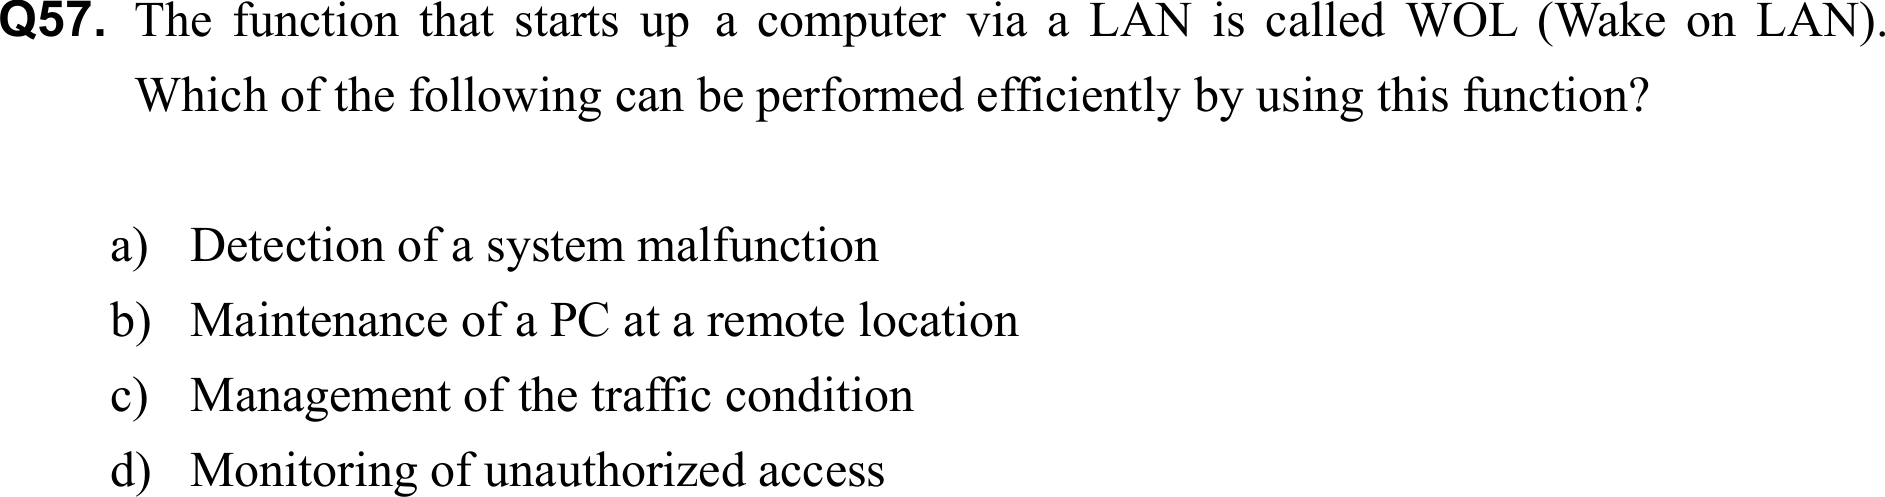 Q57. The function that starts up a computer via a LAN is called WOL (Wake on LAN).
Which of the following can be performed efficiently by using this function?
a) Detection of a system malfunction
b) Maintenance of a PC at a remote location
c) Management of the traffic condition
d) Monitoring of unauthorized access